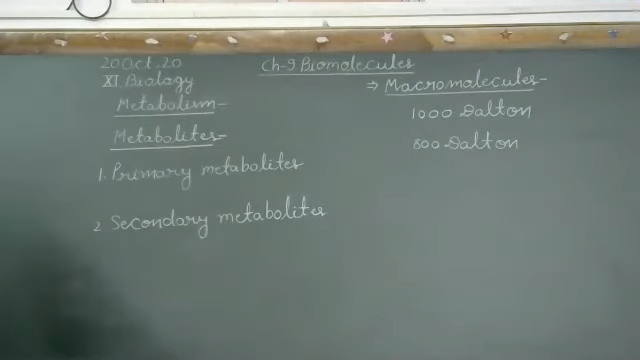 20 Oct. 20
Ch-9 Biomolecules
XI. Biology
Metabolism-
Metabolites-
1. Primary metabolites
2 Secondary metabolites
⇒ Macromolecules-
1000 Dalton
800 Dalton